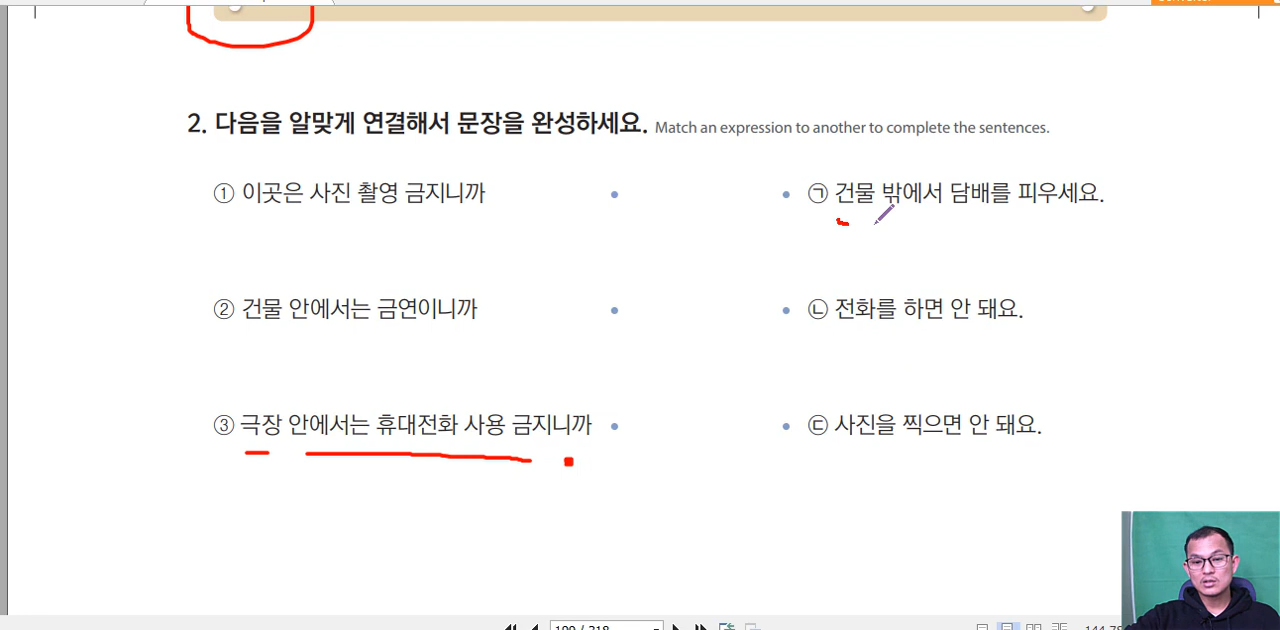 2. 다음을 알맞게 연결해서 문장을 완성하세요. Match an expression to another to complete the sentences.
① 이곳은 사진 촬영 금지니까
㉠ 건물 밖에서 담배를 피우세요.
② 건물 안에서는 금연이니까
㉡ 전화를 하면 안 돼요.
③ 극장 안에서는 휴대전화 사용 금지니까
㉢ 사진을 찍으면 안 돼요.